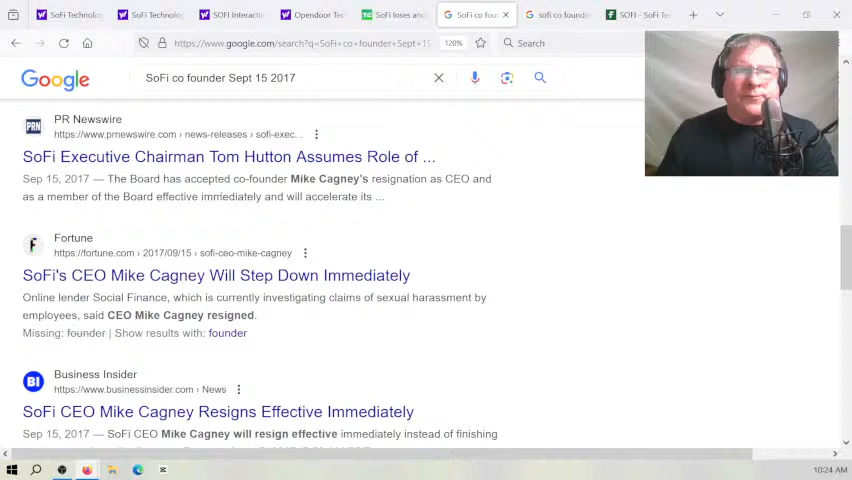 SoFi Technolog
SoFi Technolog
SOFI Interactiv
Opendoor Tec
SOFI loses and
SoFi co fou
sofi co found
SOFI - SoFi Te
https://www.google.com/search?q=SoFi+co+founder+Sept+15
120%
Search
Google
SoFi co founder Sept 15 2017
PRN
PR Newswire
https://www.prnewswire.com › news-releases › sofi-exec...
SoFi Executive Chairman Tom Hutton Assumes Role of ...
Sep 15, 2017 — The Board has accepted co-founder Mike Cagney's resignation as CEO and
as a member of the Board effective immediately and will accelerate its ...
Fortune
https://fortune.com › 2017/09/15 › sofi-ceo-mike-cagney
SoFi's CEO Mike Cagney Will Step Down Immediately
Online lender Social Finance, which is currently investigating claims of sexual harassment by
employees, said CEO Mike Cagney resigned.
Missing: founder | Show results with: founder
BI
Business Insider
https://www.businessinsider.com › News
SoFi CEO Mike Cagney Resigns Effective Immediately
Sep 15, 2017 — SoFi CEO Mike Cagney will resign effective immediately instead of finishing
10:24 AM